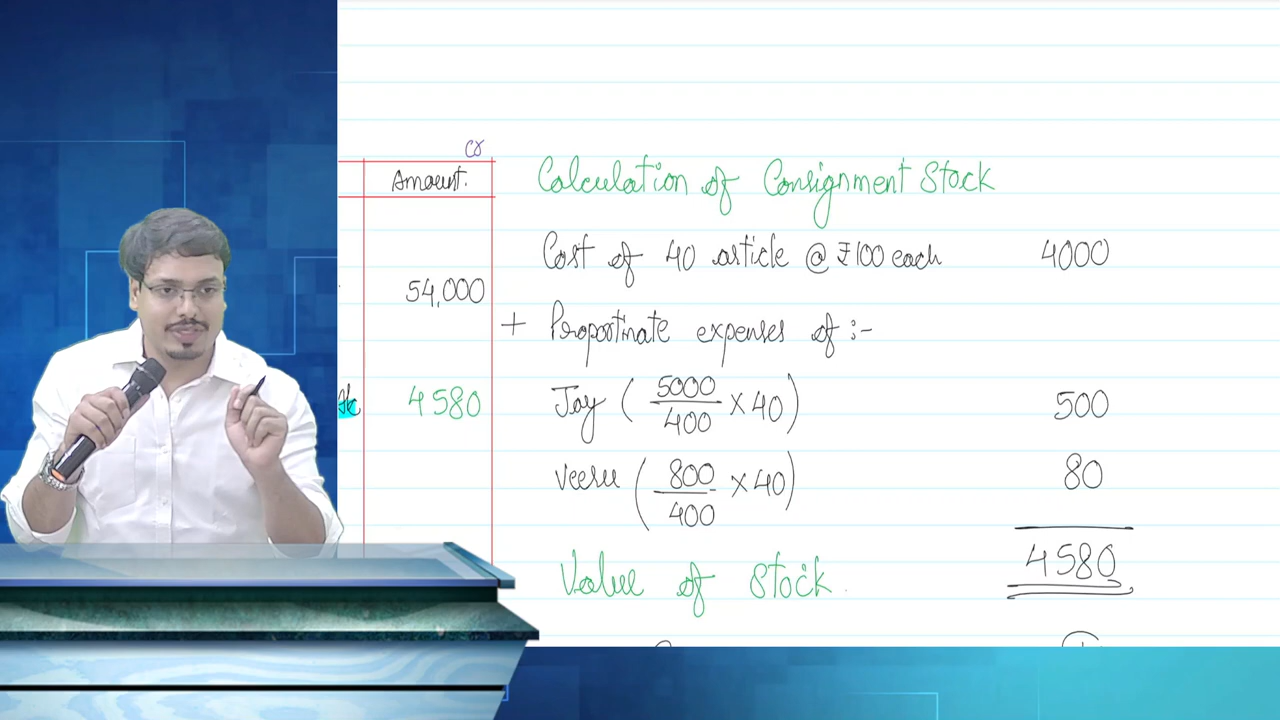 Cr
Amount.
54,000
4580
Calculation of Consignment Stock
Cost of 40 article @ ₹100 each 4000
+ Proportinate expenses of :-
Joy ( 5000/400 × 40 ) 500
Veeru ( 800/400 × 40 ) 80
4580
Value of Stock.